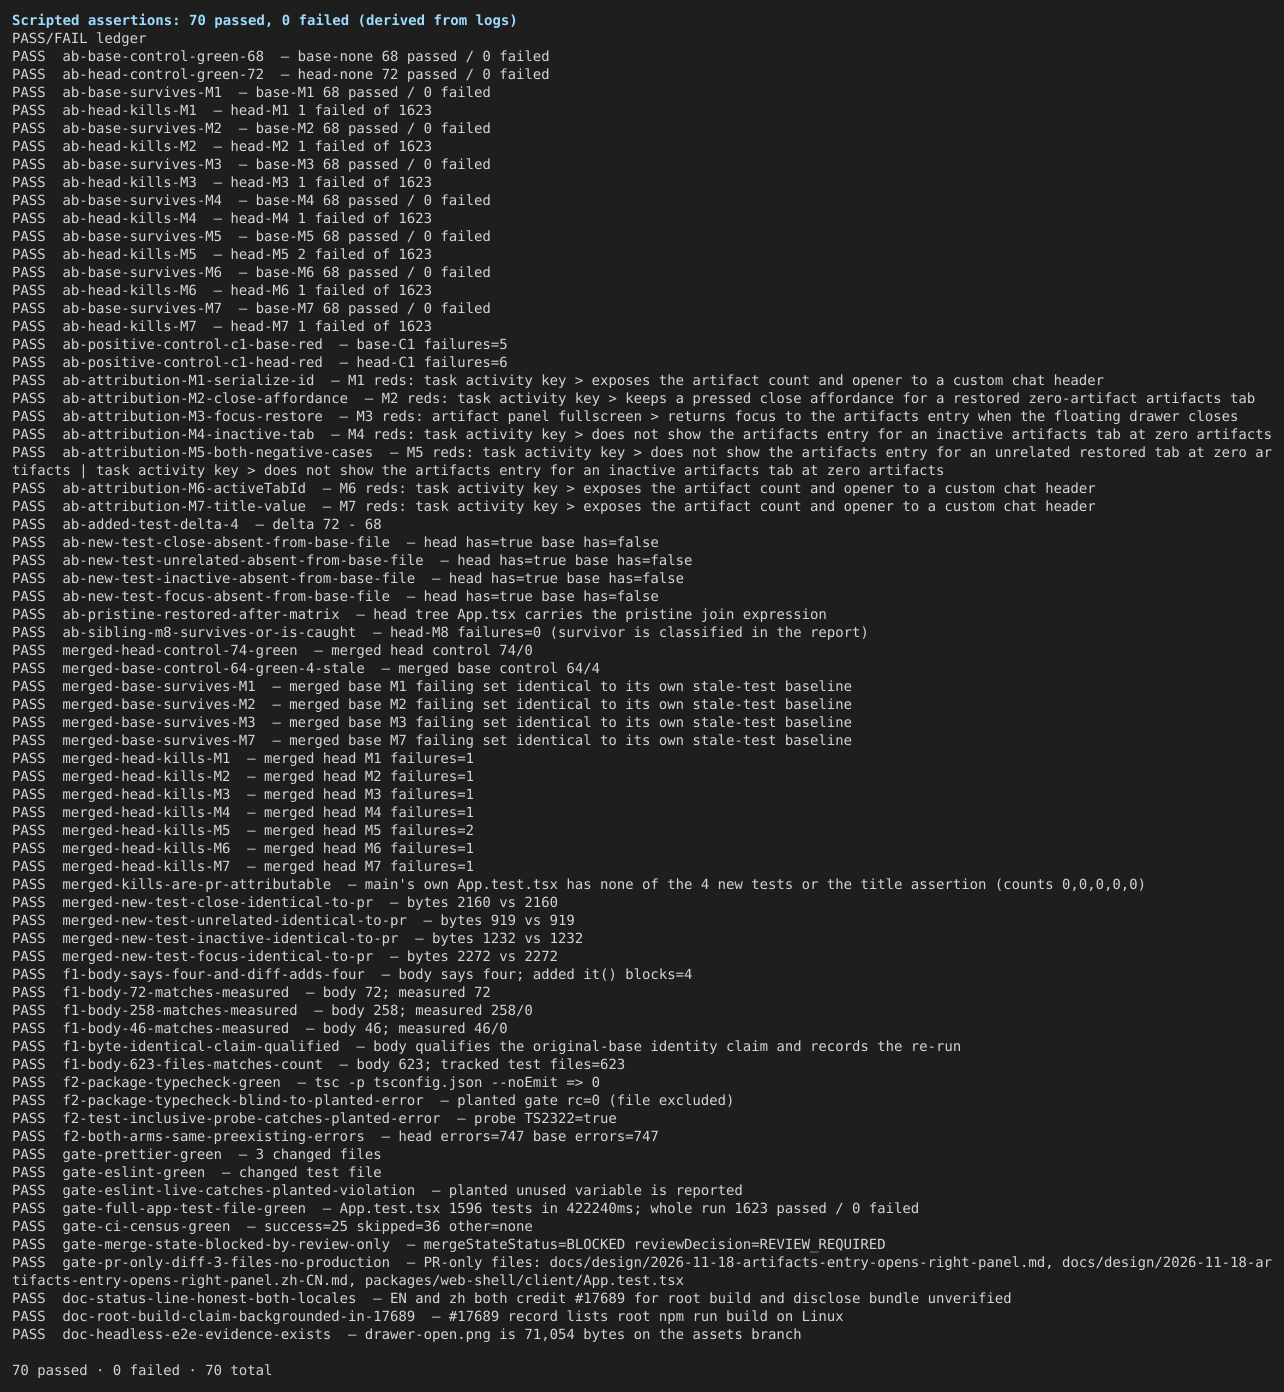 Scripted assertions: 70 passed, 0 failed (derived from logs)
PASS/FAIL ledger
PASS  ab-base-control-green-68  — base-none 68 passed / 0 failed
PASS  ab-head-control-green-72  — head-none 72 passed / 0 failed
PASS  ab-base-survives-M1  — base-M1 68 passed / 0 failed
PASS  ab-head-kills-M1  — head-M1 1 failed of 1623
PASS  ab-base-survives-M2  — base-M2 68 passed / 0 failed
PASS  ab-head-kills-M2  — head-M2 1 failed of 1623
PASS  ab-base-survives-M3  — base-M3 68 passed / 0 failed
PASS  ab-head-kills-M3  — head-M3 1 failed of 1623
PASS  ab-base-survives-M4  — base-M4 68 passed / 0 failed
PASS  ab-head-kills-M4  — head-M4 1 failed of 1623
PASS  ab-base-survives-M5  — base-M5 68 passed / 0 failed
PASS  ab-head-kills-M5  — head-M5 2 failed of 1623
PASS  ab-base-survives-M6  — base-M6 68 passed / 0 failed
PASS  ab-head-kills-M6  — head-M6 1 failed of 1623
PASS  ab-base-survives-M7  — base-M7 68 passed / 0 failed
PASS  ab-head-kills-M7  — head-M7 1 failed of 1623
PASS  ab-positive-control-c1-base-red  — base-C1 failures=5
PASS  ab-positive-control-c1-head-red  — head-C1 failures=6
PASS  ab-attribution-M1-serialize-id  — M1 reds: task activity key > exposes the artifact count and opener to a custom chat header
PASS  ab-attribution-M2-close-affordance  — M2 reds: task activity key > keeps a pressed close affordance for a restored zero-artifact artifacts tab
PASS  ab-attribution-M3-focus-restore  — M3 reds: artifact panel fullscreen > returns focus to the artifacts entry when the floating drawer closes
PASS  ab-attribution-M4-inactive-tab  — M4 reds: task activity key > does not show the artifacts entry for an inactive artifacts tab at zero artifacts
PASS  ab-attribution-M5-both-negative-cases  — M5 reds: task activity key > does not show the artifacts entry for an unrelated restored tab at zero ar
tifacts | task activity key > does not show the artifacts entry for an inactive artifacts tab at zero artifacts
PASS  ab-attribution-M6-activeTabId  — M6 reds: task activity key > exposes the artifact count and opener to a custom chat header
PASS  ab-attribution-M7-title-value  — M7 reds: task activity key > exposes the artifact count and opener to a custom chat header
PASS  ab-added-test-delta-4  — delta 72 - 68
PASS  ab-new-test-close-absent-from-base-file  — head has=true base has=false
PASS  ab-new-test-unrelated-absent-from-base-file  — head has=true base has=false
PASS  ab-new-test-inactive-absent-from-base-file  — head has=true base has=false
PASS  ab-new-test-focus-absent-from-base-file  — head has=true base has=false
PASS  ab-pristine-restored-after-matrix  — head tree App.tsx carries the pristine join expression
PASS  ab-sibling-m8-survives-or-is-caught  — head-M8 failures=0 (survivor is classified in the report)
PASS  merged-head-control-74-green  — merged head control 74/0
PASS  merged-base-control-64-green-4-stale  — merged base control 64/4
PASS  merged-base-survives-M1  — merged base M1 failing set identical to its own stale-test baseline
PASS  merged-base-survives-M2  — merged base M2 failing set identical to its own stale-test baseline
PASS  merged-base-survives-M3  — merged base M3 failing set identical to its own stale-test baseline
PASS  merged-base-survives-M7  — merged base M7 failing set identical to its own stale-test baseline
PASS  merged-head-kills-M1  — merged head M1 failures=1
PASS  merged-head-kills-M2  — merged head M2 failures=1
PASS  merged-head-kills-M3  — merged head M3 failures=1
PASS  merged-head-kills-M4  — merged head M4 failures=1
PASS  merged-head-kills-M5  — merged head M5 failures=2
PASS  merged-head-kills-M6  — merged head M6 failures=1
PASS  merged-head-kills-M7  — merged head M7 failures=1
PASS  merged-kills-are-pr-attributable  — main's own App.test.tsx has none of the 4 new tests or the title assertion (counts 0,0,0,0,0)
PASS  merged-new-test-close-identical-to-pr  — bytes 2160 vs 2160
PASS  merged-new-test-unrelated-identical-to-pr  — bytes 919 vs 919
PASS  merged-new-test-inactive-identical-to-pr  — bytes 1232 vs 1232
PASS  merged-new-test-focus-identical-to-pr  — bytes 2272 vs 2272
PASS  f1-body-says-four-and-diff-adds-four  — body says four; added it() blocks=4
PASS  f1-body-72-matches-measured  — body 72; measured 72
PASS  f1-body-258-matches-measured  — body 258; measured 258/0
PASS  f1-body-46-matches-measured  — body 46; measured 46/0
PASS  f1-byte-identical-claim-qualified  — body qualifies the original-base identity claim and records the re-run
PASS  f1-body-623-files-matches-count  — body 623; tracked test files=623
PASS  f2-package-typecheck-green  — tsc -p tsconfig.json --noEmit => 0
PASS  f2-package-typecheck-blind-to-planted-error  — planted gate rc=0 (file excluded)
PASS  f2-test-inclusive-probe-catches-planted-error  — probe TS2322=true
PASS  f2-both-arms-same-preexisting-errors  — head errors=747 base errors=747
PASS  gate-prettier-green  — 3 changed files
PASS  gate-eslint-green  — changed test file
PASS  gate-eslint-live-catches-planted-violation  — planted unused variable is reported
PASS  gate-full-app-test-file-green  — App.test.tsx 1596 tests in 422240ms; whole run 1623 passed / 0 failed
PASS  gate-ci-census-green  — success=25 skipped=36 other=none
PASS  gate-merge-state-blocked-by-review-only  — mergeStateStatus=BLOCKED reviewDecision=REVIEW_REQUIRED
PASS  gate-pr-only-diff-3-files-no-production  — PR-only files: docs/design/2026-11-18-artifacts-entry-opens-right-panel.md, docs/design/2026-11-18-ar
tifacts-entry-opens-right-panel.zh-CN.md, packages/web-shell/client/App.test.tsx
PASS  doc-status-line-honest-both-locales  — EN and zh both credit #17689 for root build and disclose bundle unverified
PASS  doc-root-build-claim-backgrounded-in-17689  — #17689 record lists root npm run build on Linux
PASS  doc-headless-e2e-evidence-exists  — drawer-open.png is 71,054 bytes on the assets branch
70 passed · 0 failed · 70 total